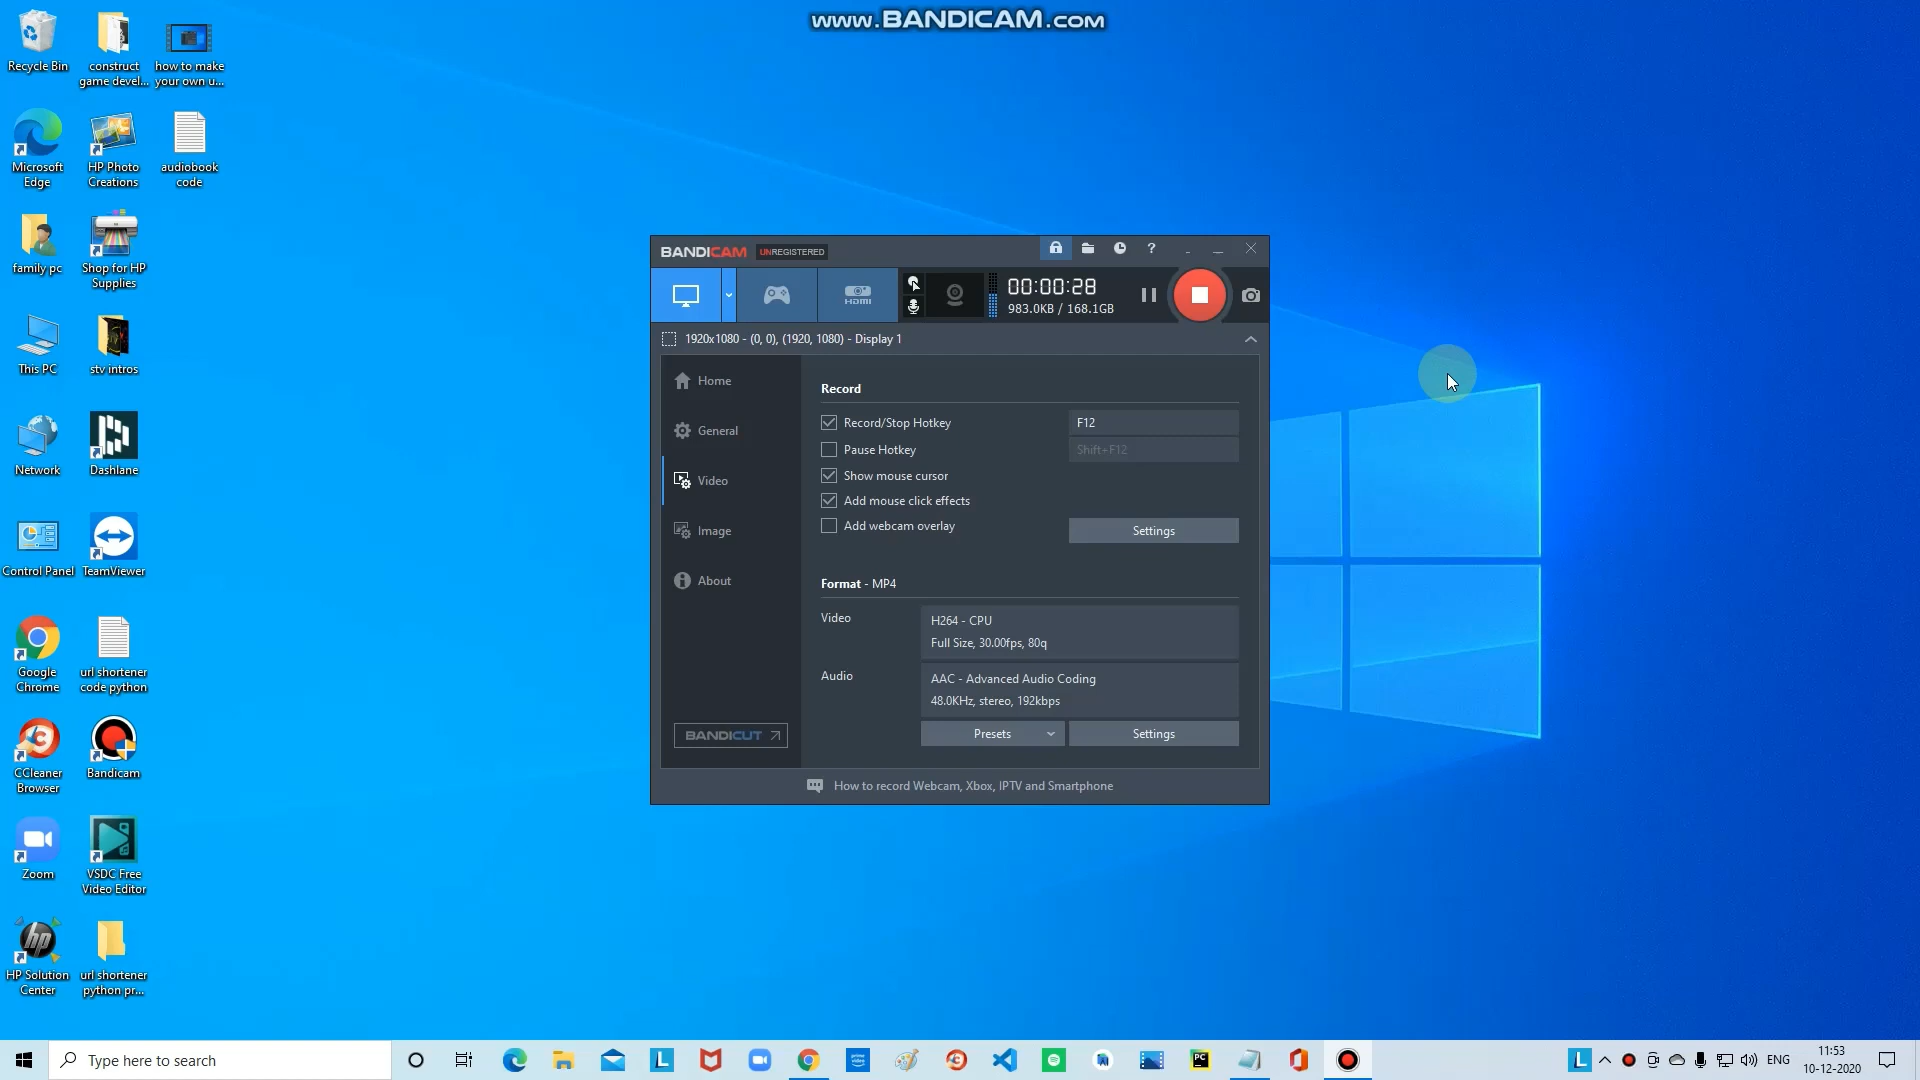 www.BANDICAM.com
Recycle Bin
construct
game devel...
how to make
your own u...
Microsoft
Edge
HP Photo
Creations
audiobook
code
family pc
Shop for HP
Supplies
This PC
stv intros
Network
Dashlane
Control Panel
TeamViewer
Google
Chrome
url shortener
code python
CCleaner
Browser
Bandicam
Zoom
VSDC Free
Video Editor
HP Solution
Center
url shortener
python pr...
BANDICAM UNREGISTERED
?
HDMI
00:00:28
983.0KB / 168.1GB
1920x1080 - (0, 0), (1920, 1080) - Display 1
Home
General
Video
Image
About
BANDICUT
Record
Record/Stop Hotkey
F12
Pause Hotkey
Shift+F12
Show mouse cursor
Add mouse click effects
Add webcam overlay
Settings
Format - MP4
Video
H264 - CPU
Full Size, 30.00fps, 80q
Audio
AAC - Advanced Audio Coding
48.0KHz, stereo, 192kbps
Presets
Settings
How to record Webcam, Xbox, IPTV and Smartphone
Type here to search
L
prime video
PC
L
ENG
11:53
10-12-2020